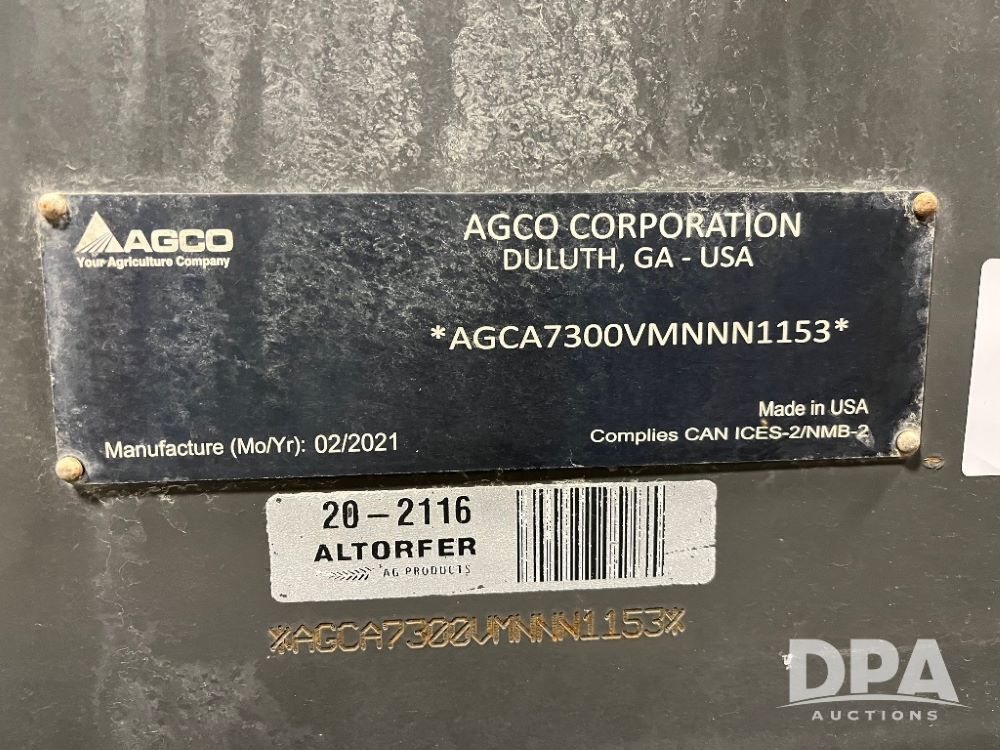 AGCO
Your Agriculture Company
AGCO CORPORATION
DULUTH, GA - USA
*AGCA7300VMNNN1153*
Made in USA
Manufacture (Mo/Yr): 02/2021
Complies CAN ICES-2/NMB-2
20-2116
ALTORFER
AG PRODUCTS
*AGCA7300VMNNN1153*
DPA
AUCTIONS